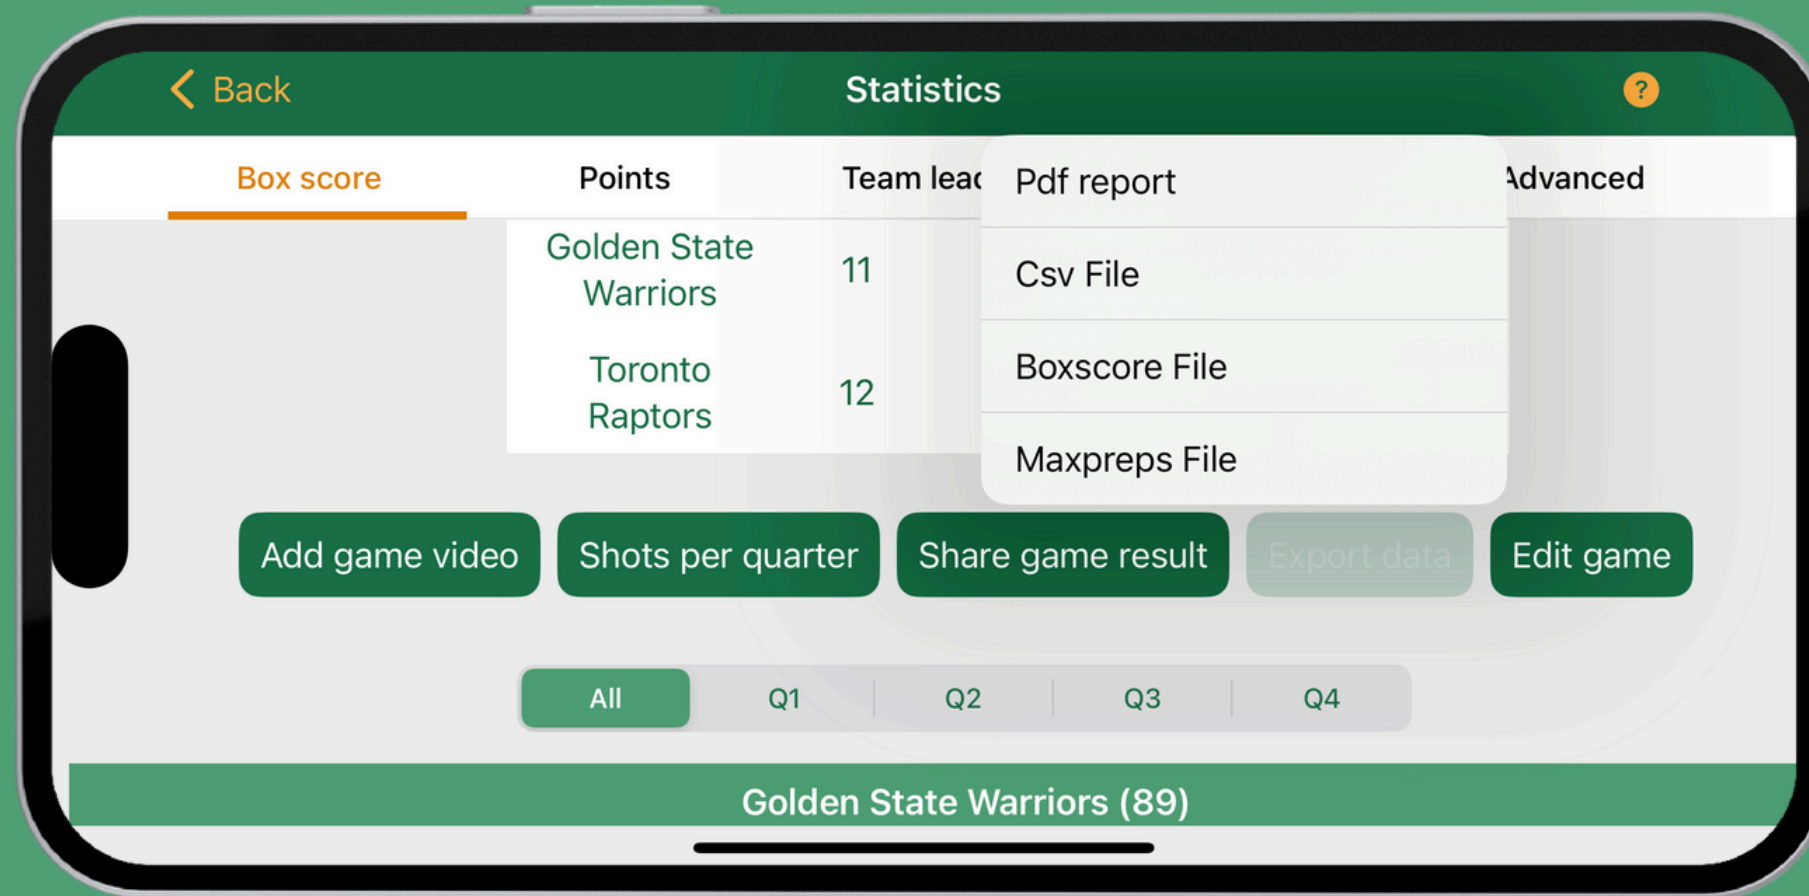 Back
Statistics
?
Box score
Points
Team lead
Advanced
Pdf report
Csv File
Boxscore File
Maxpreps File
Golden State
Warriors
11
Toronto
Raptors
12
Add game video
Shots per quarter
Share game result
Export data
Edit game
All
Q1
Q2
Q3
Q4
Golden State Warriors (89)